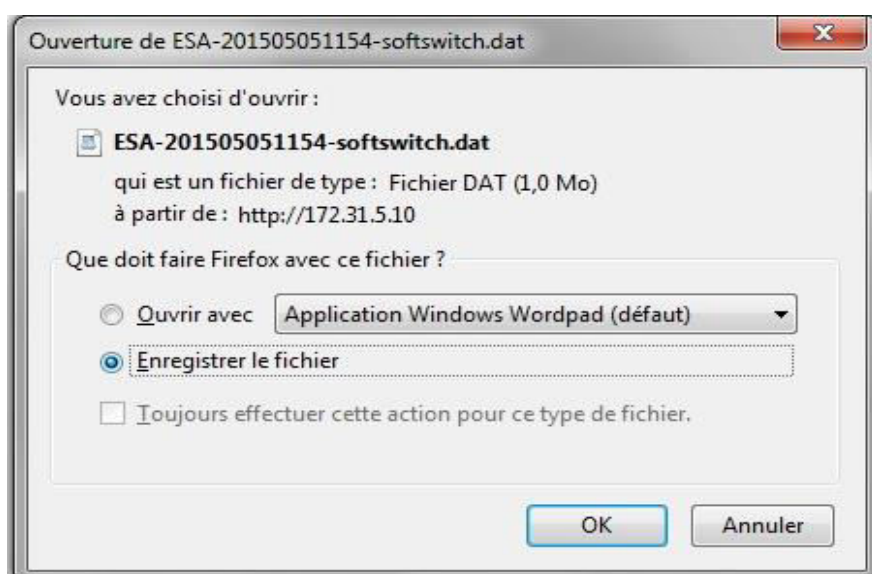 Ouverture de ESA-201505051154-softswitch.dat
Vous avez choisi d'ouvrir :
ESA-201505051154-softswitch.dat
qui est un fichier de type : Fichier DAT (1,0 Mo)
à partir de : http://172.31.5.10
Que doit faire Firefox avec ce fichier ?
Ouvrir avec Application Windows Wordpad (défaut)
Enregistrer le fichier
Toujours effectuer cette action pour ce type de fichier.
OK Annuler